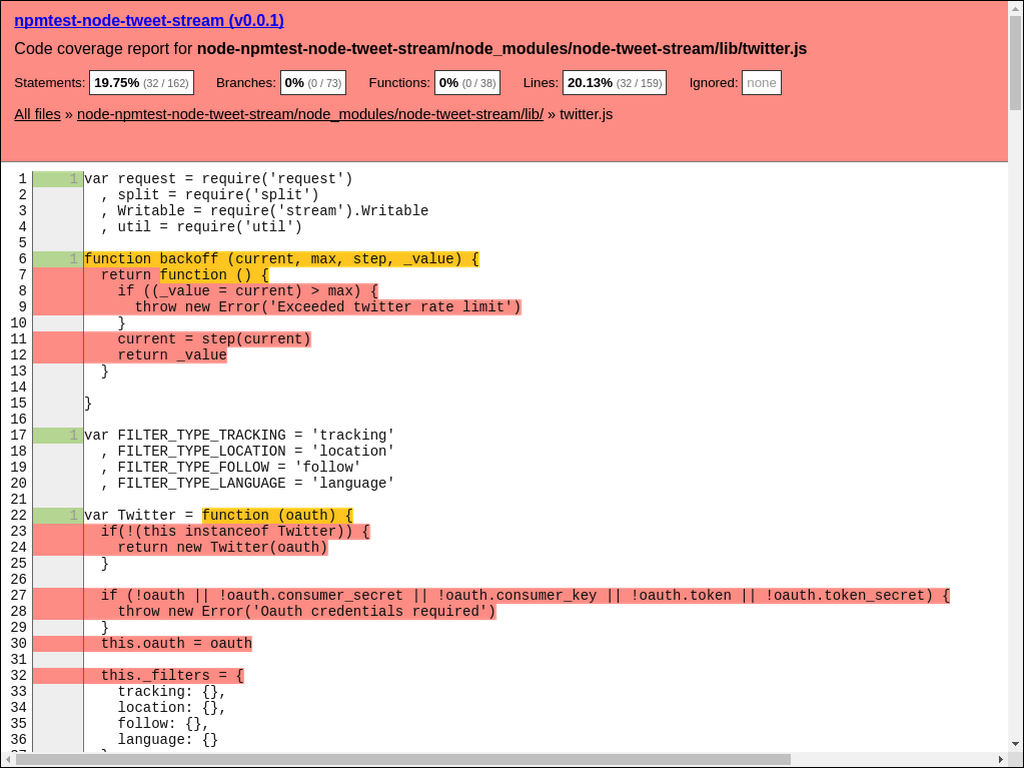 npmtest-node-tweet-stream (v0.0.1)
Code coverage report for node-npmtest-node-tweet-stream/node_modules/node-tweet-stream/lib/twitter.js
Statements: 19.75% (32 / 162) Branches: 0% (0 / 73) Functions: 0% (0 / 38) Lines: 20.13% (32 / 159) Ignored: none
All files » node-npmtest-node-tweet-stream/node_modules/node-tweet-stream/lib/ » twitter.js
1 1 var request = require('request')
2   , split = require('split')
3   , Writable = require('stream').Writable
4   , util = require('util')
5
6 1 function backoff (current, max, step, _value) {
7   return function () {
8     if ((_value = current) > max) {
9       throw new Error('Exceeded twitter rate limit')
10     }
11     current = step(current)
12     return _value
13   }
14
15 }
16
17 1 var FILTER_TYPE_TRACKING = 'tracking'
18   , FILTER_TYPE_LOCATION = 'location'
19   , FILTER_TYPE_FOLLOW = 'follow'
20   , FILTER_TYPE_LANGUAGE = 'language'
21
22 1 var Twitter = function (oauth) {
23   if(!(this instanceof Twitter)) {
24     return new Twitter(oauth)
25   }
26
27   if (!oauth || !oauth.consumer_secret || !oauth.consumer_key || !oauth.token || !oauth.token_secret) {
28     throw new Error('Oauth credentials required')
29   }
30   this.oauth = oauth
31
32   this._filters = {
33     tracking: {},
34     location: {},
35     follow: {},
36     language: {}